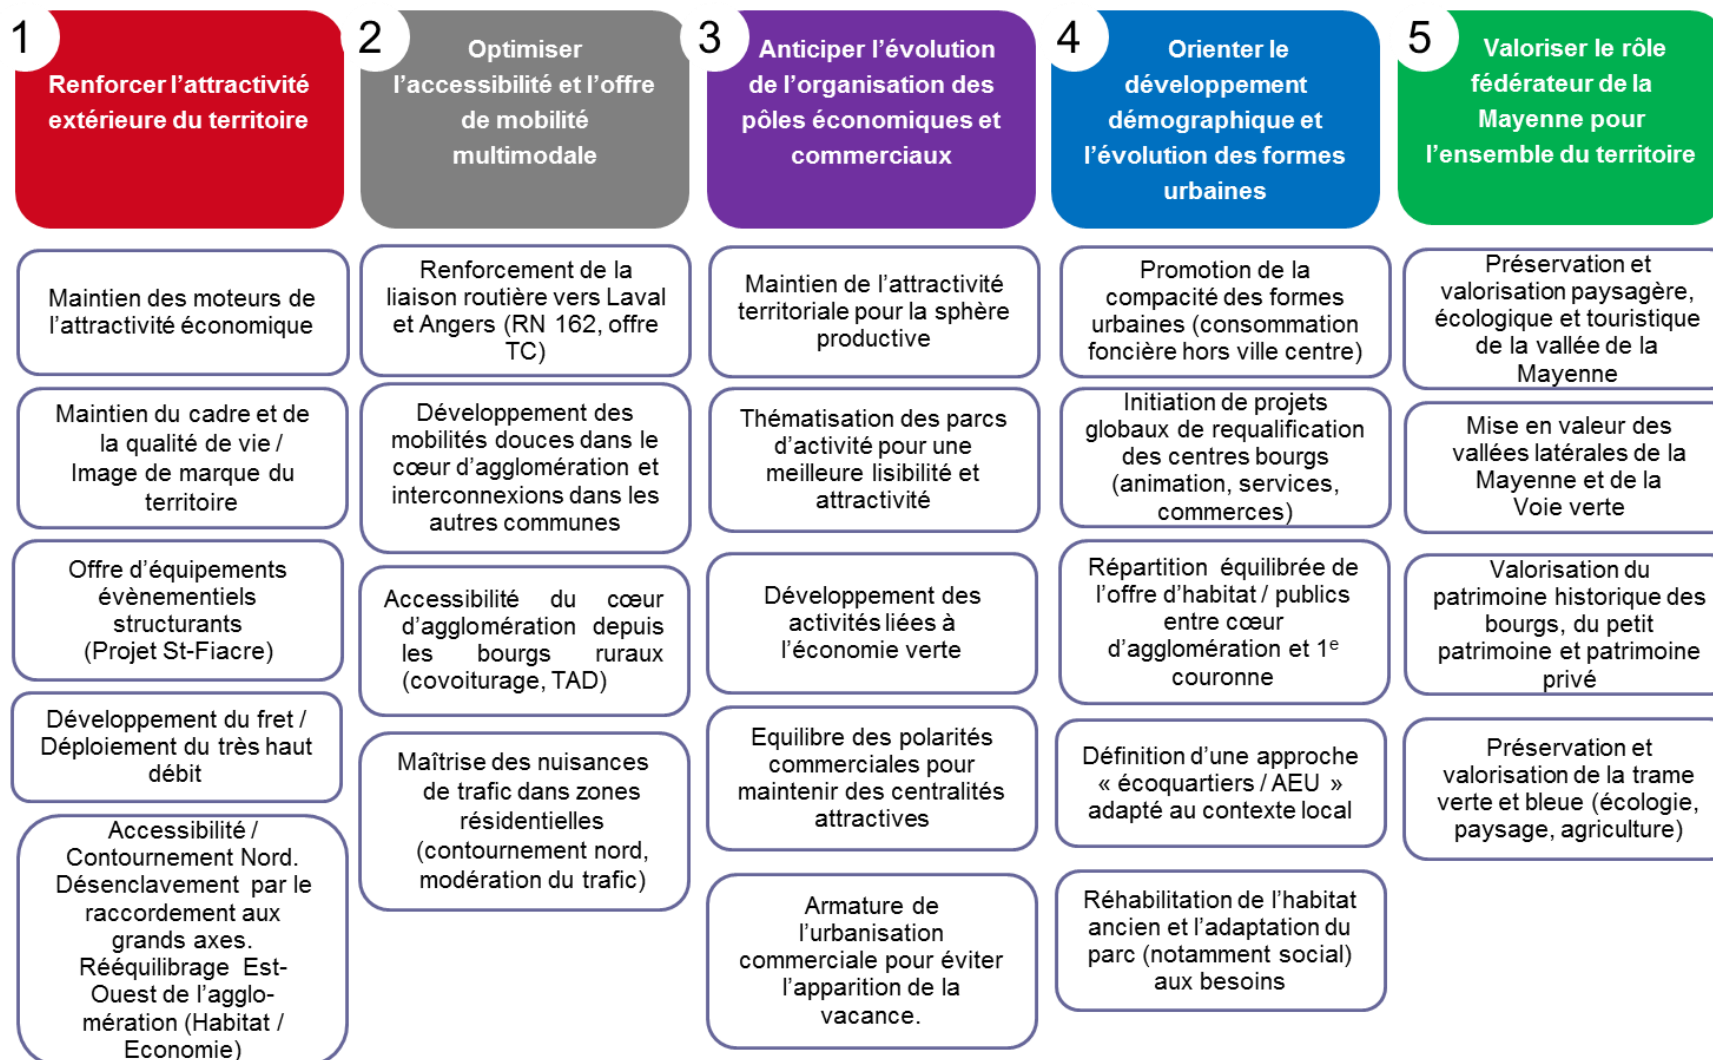 1
Renforcer l’attractivité
extérieure du territoire
Maintien des moteurs de
l’attractivité économique
Maintien du cadre et de
la qualité de vie /
Image de marque du
territoire
Offre d’équipements
évènementiels
structurants
(Projet St-Fiacre)
Développement du fret /
Déploiement du très haut
débit
Accessibilité /
Contournement Nord.
Désenclavement par le
raccordement aux
grands axes.
Rééquilibrage Est-
Ouest de l’agglo-
mération (Habitat /
Economie)
2
Optimiser
l’accessibilité et l’offre
de mobilité
multimodale
Renforcement de la
liaison routière vers Laval
et Angers (RN 162, offre
TC)
Développement des
mobilités douces dans le
cœur d’agglomération et
interconnexions dans les
autres communes
Accessibilité du cœur
d’agglomération depuis
les bourgs ruraux
(covoiturage, TAD)
Maîtrise des nuisances
de trafic dans zones
résidentielles
(contournement nord,
modération du trafic)
3
Anticiper l’évolution
de l’organisation des
pôles économiques et
commerciaux
Maintien de l’attractivité
territoriale pour la sphère
productive
Thématisation des parcs
d’activité pour une
meilleure lisibilité et
attractivité
Développement des
activités liées à
l’économie verte
Equilibre des polarités
commerciales pour
maintenir des centralités
attractives
Armature de
l’urbanisation
commerciale pour éviter
l’apparition de la
vacance.
4
Orienter le
développement
démographique et
l’évolution des formes
urbaines
Promotion de la
compacité des formes
urbaines (consommation
foncière hors ville centre)
Initiation de projets
globaux de requalification
des centres bourgs
(animation, services,
commerces)
Répartition équilibrée de
l’offre d’habitat / publics
entre cœur
d’agglomération et 1e
couronne
Définition d’une approche
« écoquartiers / AEU »
adapté au contexte local
Réhabilitation de l’habitat
ancien et l’adaptation du
parc (notamment social)
aux besoins
5
Valoriser le rôle
fédérateur de la
Mayenne pour
l’ensemble du territoire
Préservation et
valorisation paysagère,
écologique et touristique
de la vallée de la
Mayenne
Mise en valeur des
vallées latérales de la
Mayenne et de la
Voie verte
Valorisation du
patrimoine historique des
bourgs, du petit
patrimoine et patrimoine
privé
Préservation et
valorisation de la trame
verte et bleue (écologie,
paysage, agriculture)